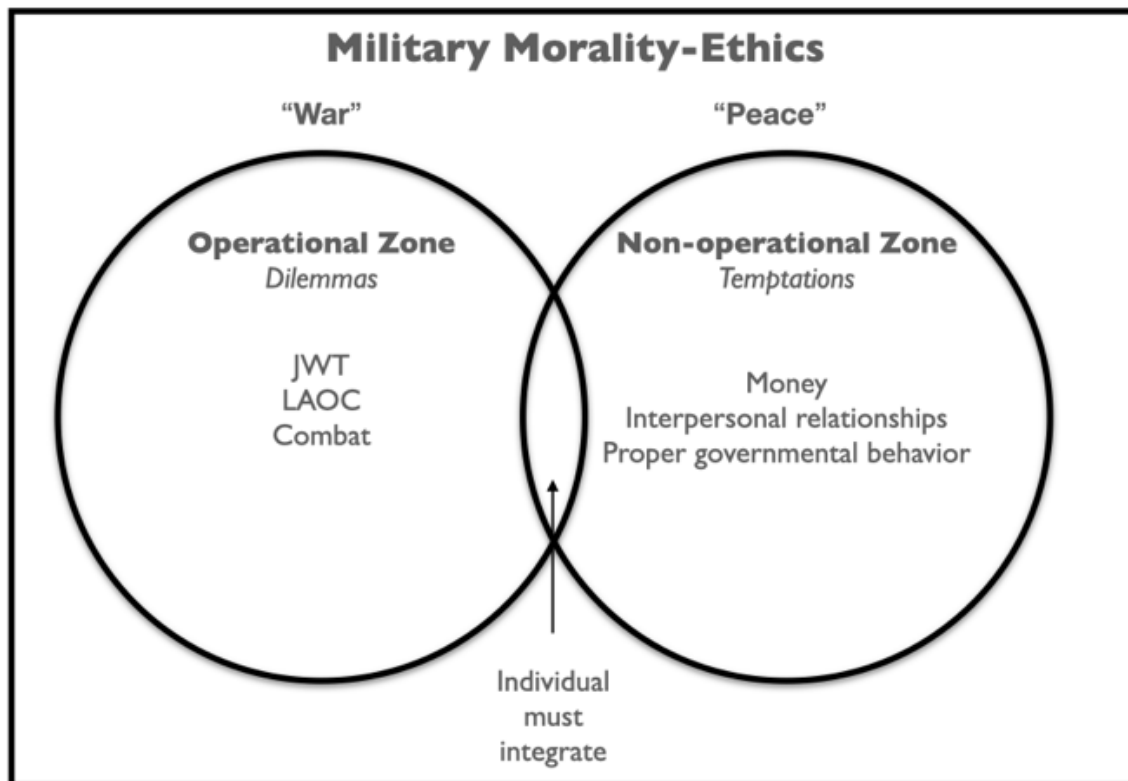 Military Morality-Ethics
“War”
“Peace”
Operational Zone
Dilemmas
JWT
LAOC
Combat
Non-operational Zone
Temptations
Money
Interpersonal relationships
Proper governmental behavior
Individual
must
integrate